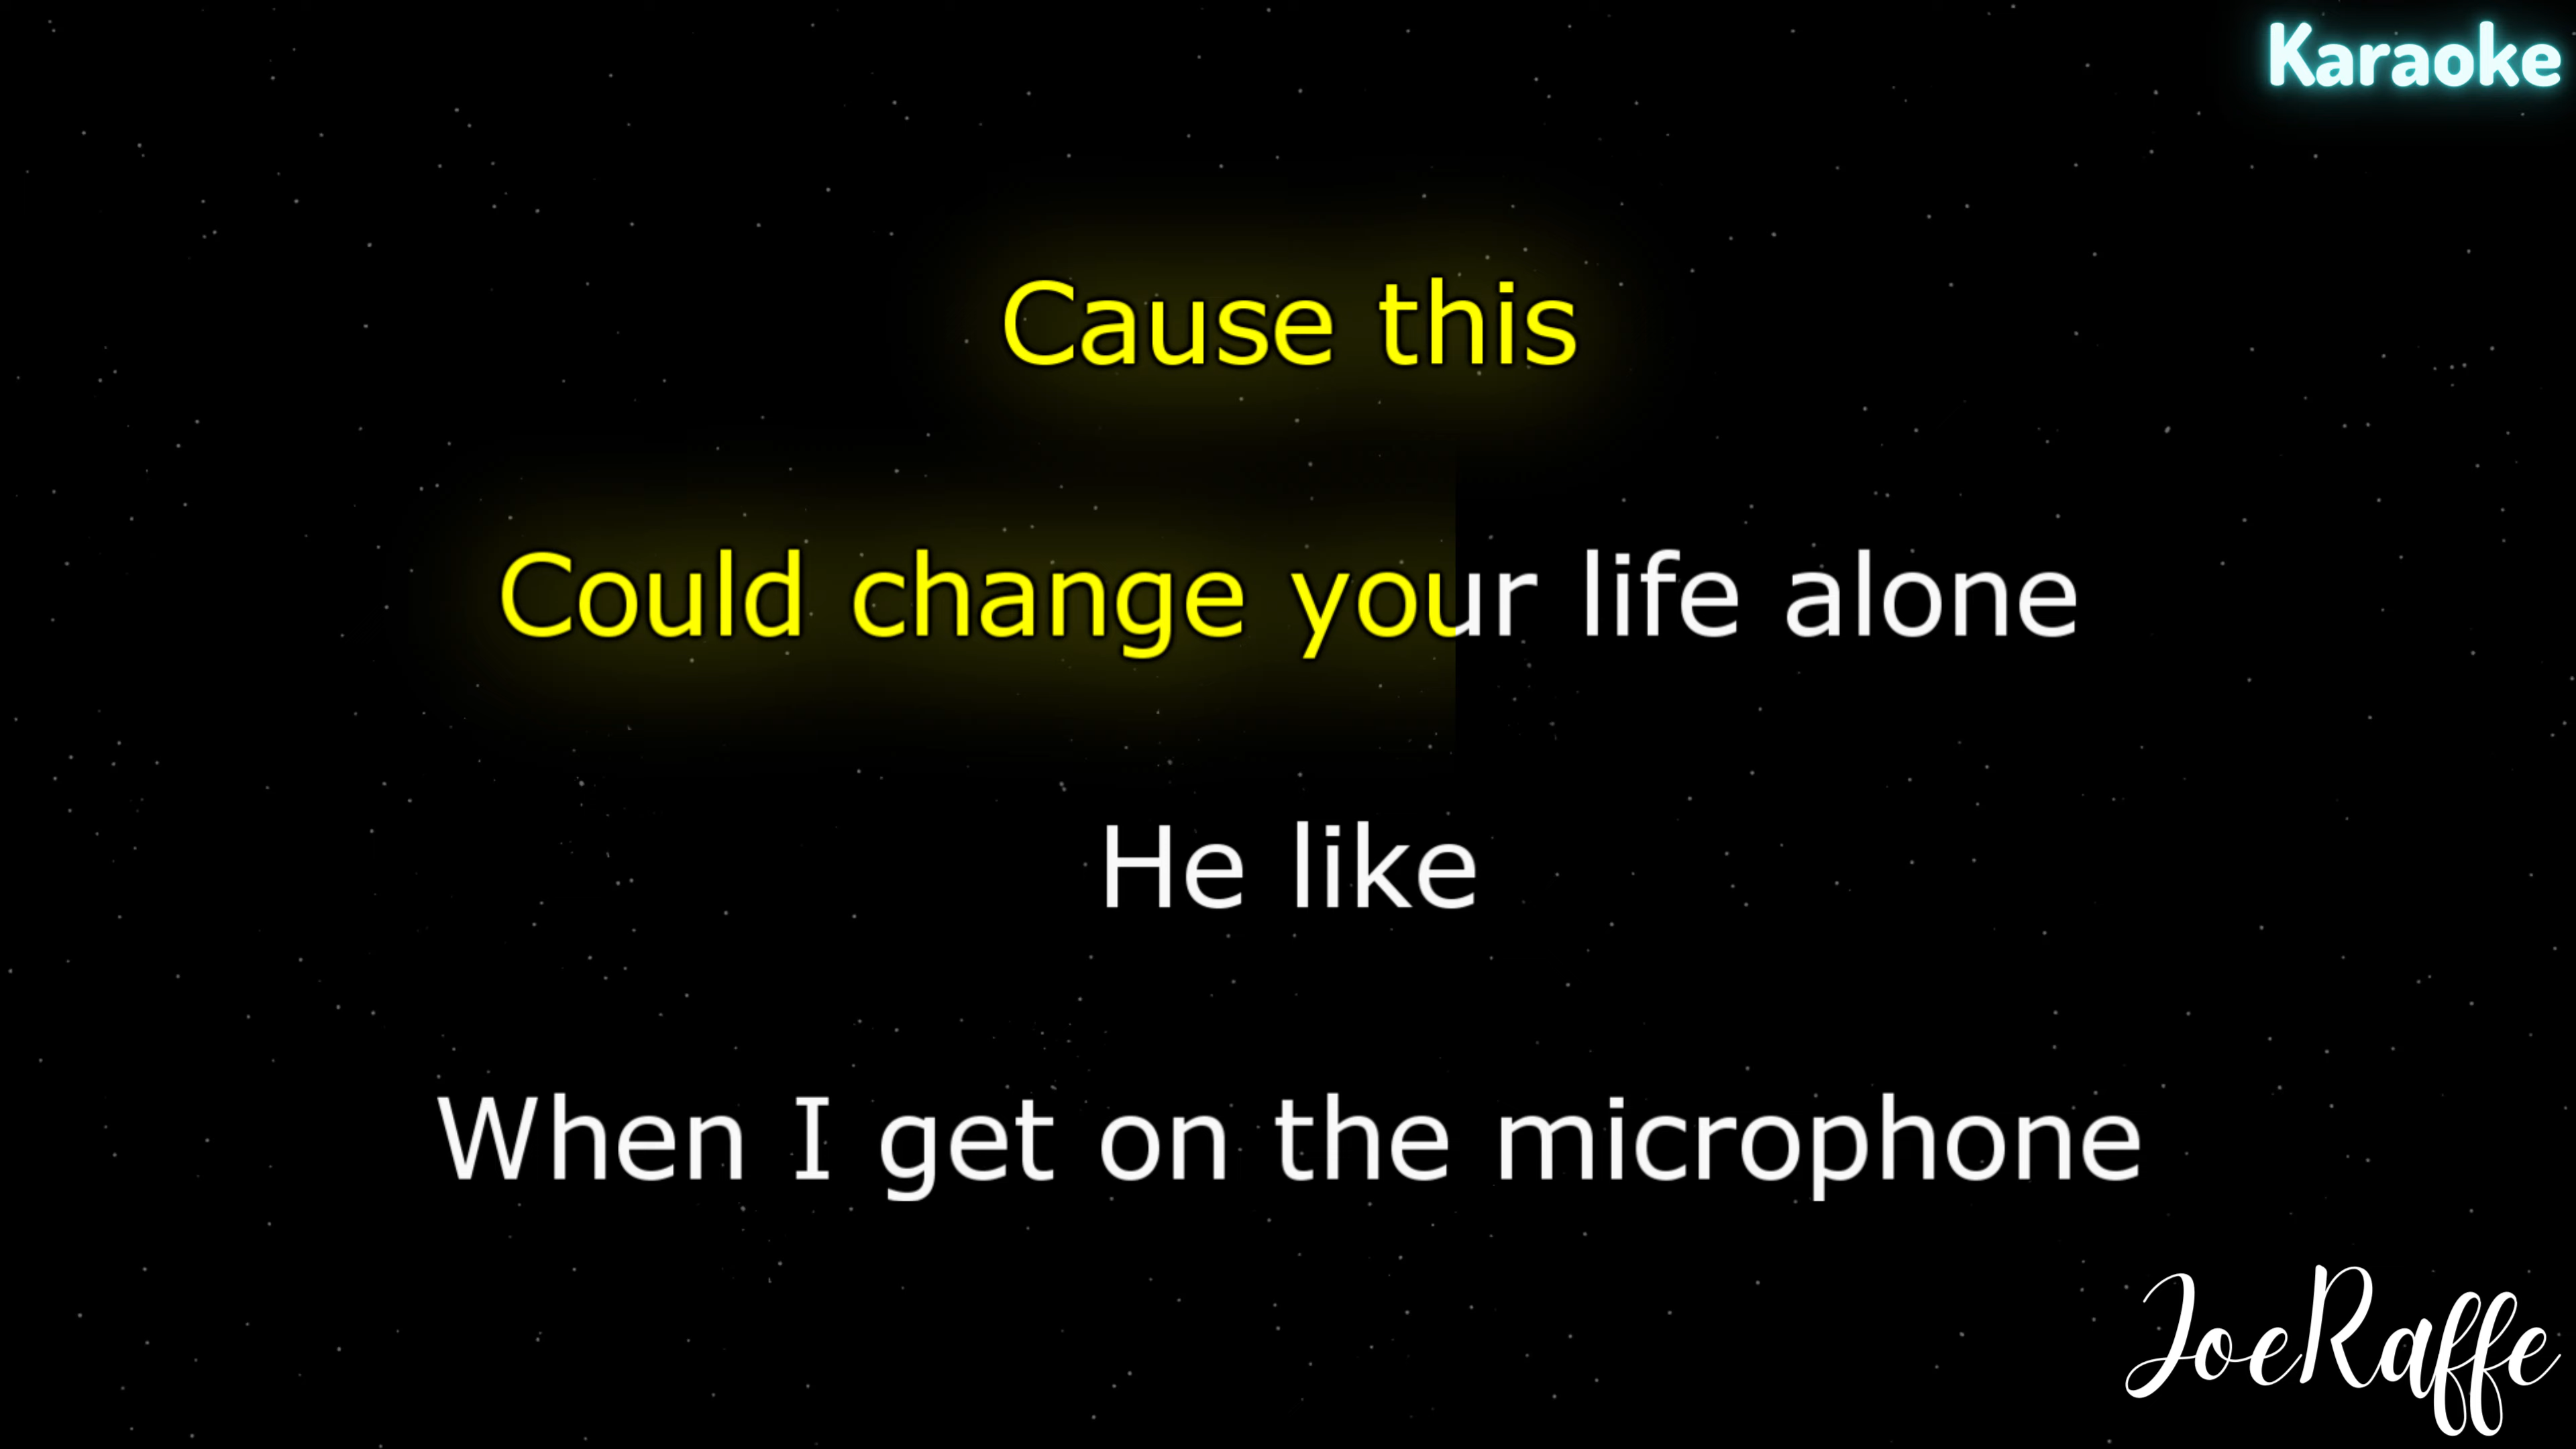 Karaoke
Cause this
Could change your life alone
He like
When I get on the microphone
JoeRaffe